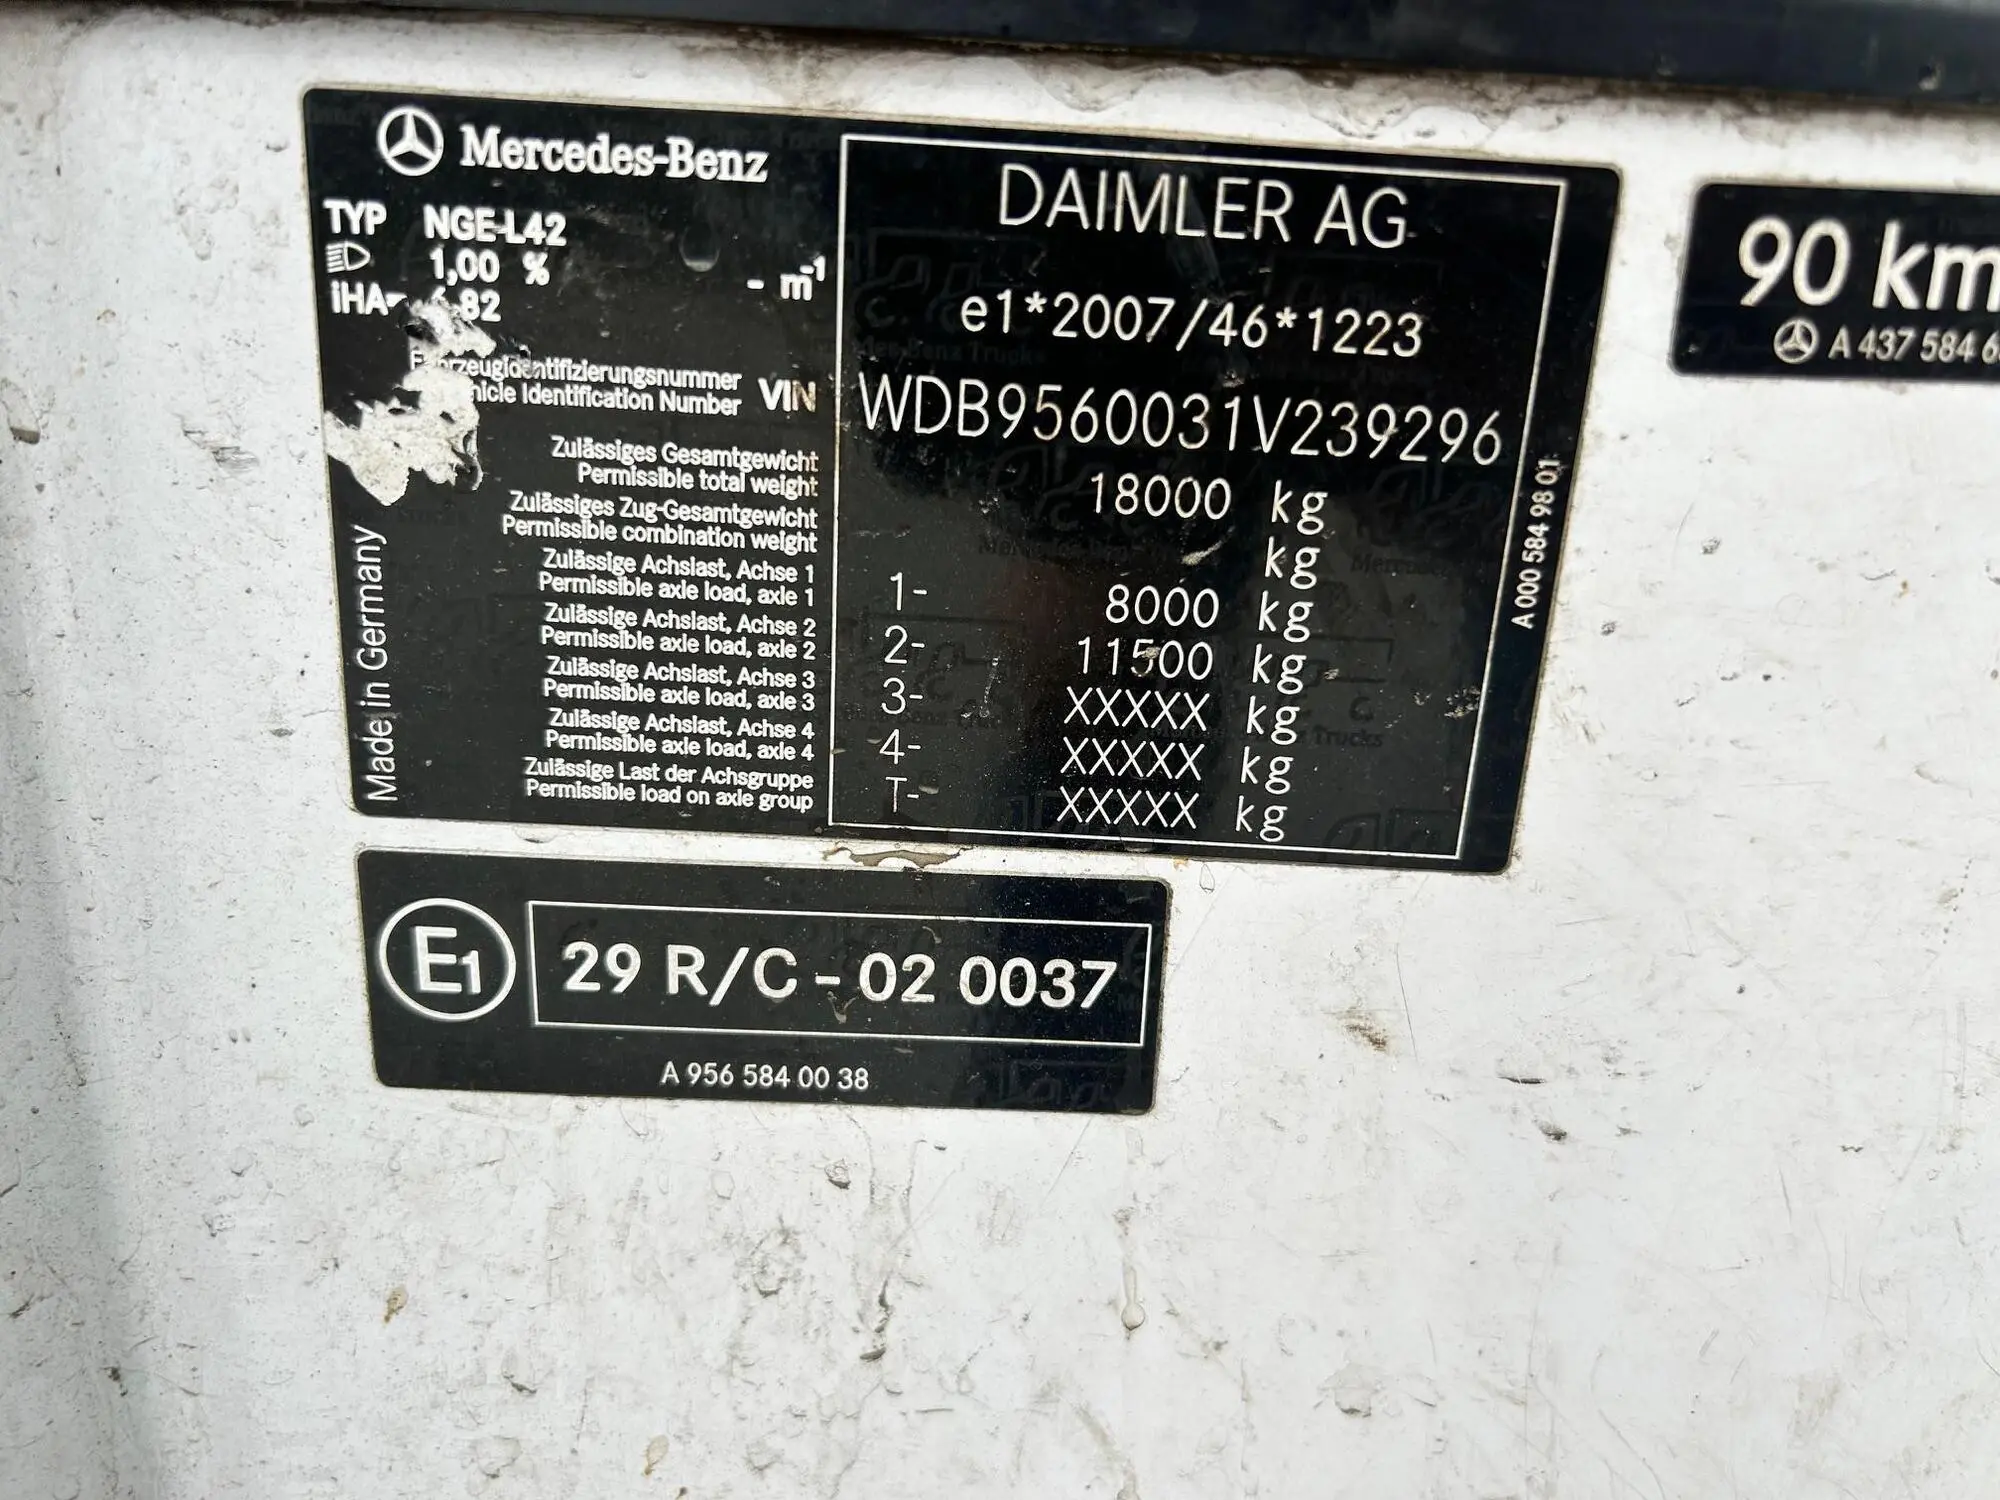 Mercedes-Benz
DAIMLER AG
TYP NGE-L42
1,00 % - m-1
iHA= 6,82
e1*2007/46*1223
Fahrzeugidentifizierungsnummer
Vehicle Identification Number VIN WDB9560031V239296
Zulässiges Gesamtgewicht
Permissible total weight 18000 kg
Zulässiges Zug-Gesamtgewicht
Permissible combination weight kg
Zulässige Achslast, Achse 1
Permissible axle load, axle 1 1- 8000 kg
Zulässige Achslast, Achse 2
Permissible axle load, axle 2 2- 11500 kg
Zulässige Achslast, Achse 3
Permissible axle load, axle 3 3- XXXXX kg
Zulässige Achslast, Achse 4
Permissible axle load, axle 4 4- XXXXX kg
Zulässige Last der Achsgruppe
Permissible load on axle group T- XXXXX kg
Made in Germany
A 000 584 98 01
90 km
A 437 584 6
E1 29 R/C - 02 0037
A 956 584 00 38